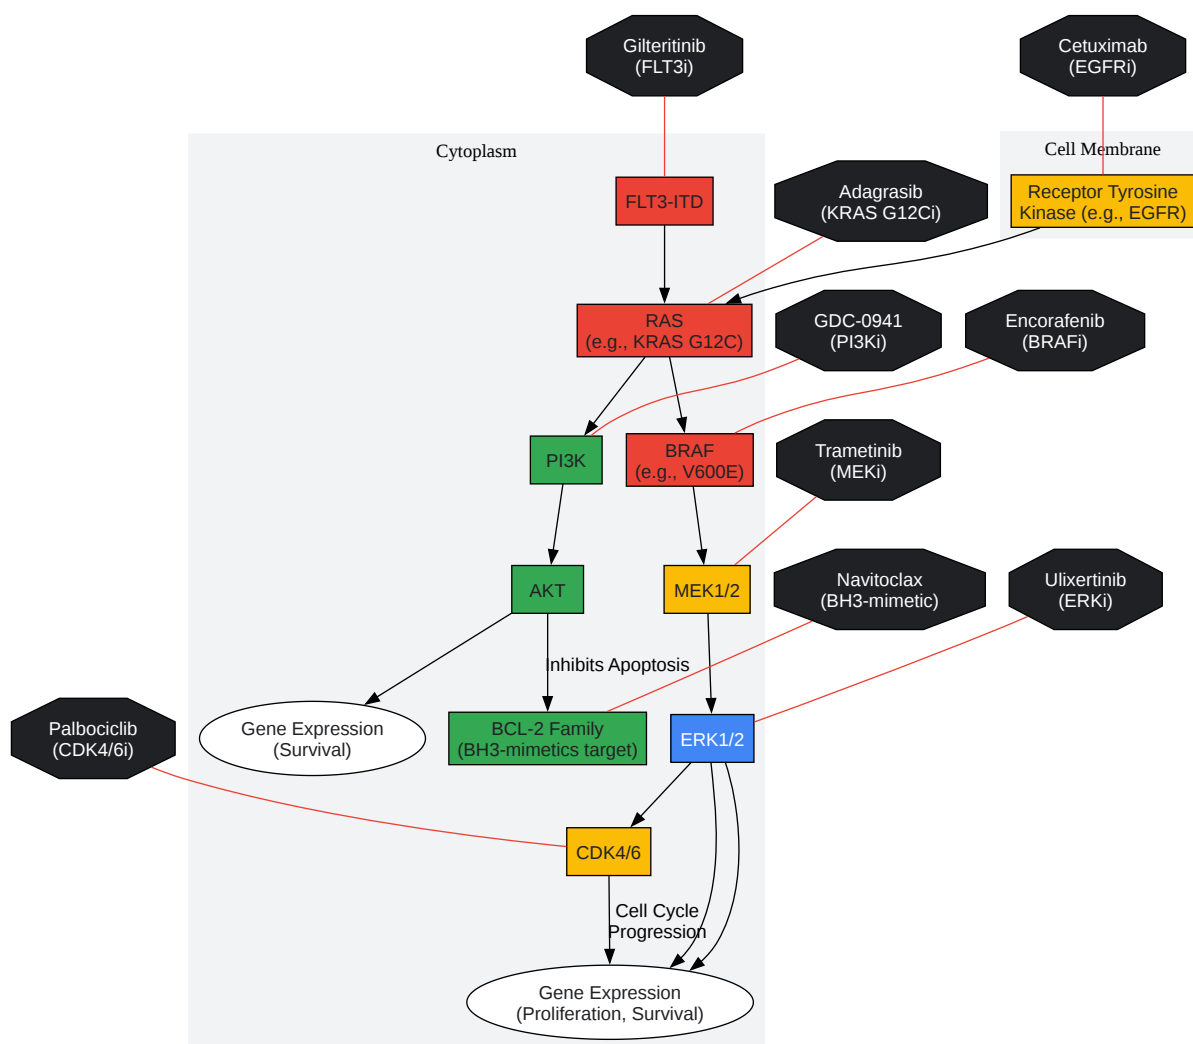 Gilteritinib
(FLT3i)
Cetuximab
(EGFRi)
Cytoplasm
Cell Membrane
FLT3-ITD
Adagrasib
(KRAS G12Ci)
Receptor Tyrosine
Kinase (e.g., EGFR)
RAS
(e.g., KRAS G12C)
GDC-0941
(PI3Ki)
Encorafenib
(BRAFi)
PI3K
BRAF
(e.g., V600E)
Trametinib
(MEKi)
AKT
MEK1/2
Navitoclax
(BH3-mimetic)
Ulixertinib
(ERKi)
Inhibits Apoptosis
Palbociclib
(CDK4/6i)
Gene Expression
(Survival)
BCL-2 Family
(BH3-mimetics target)
ERK1/2
CDK4/6
Cell Cycle
Progression
Gene Expression
(Proliferation, Survival)